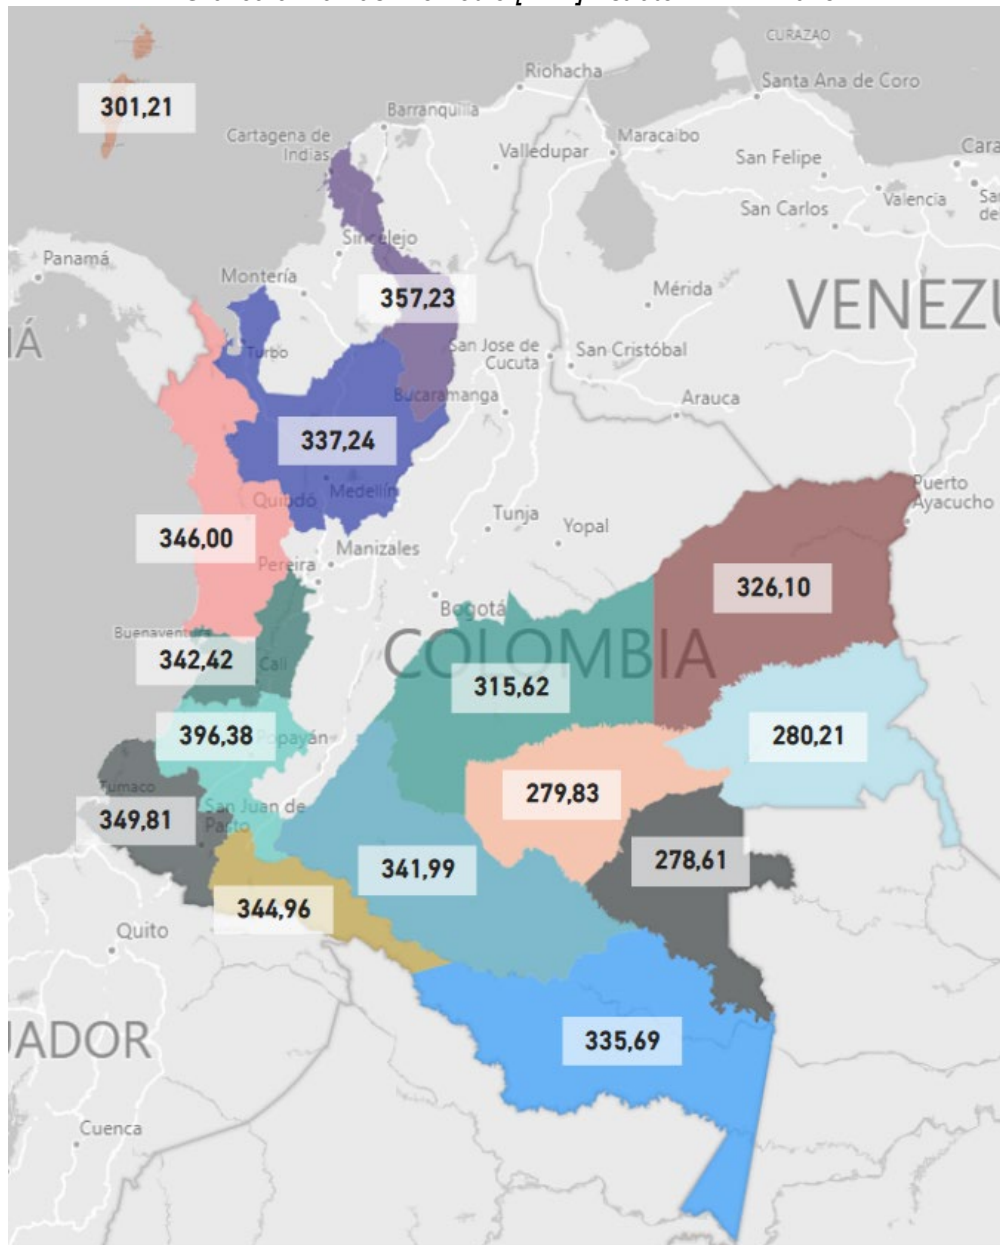 CURAZAO
Riohacha
Santa Ana de Coro
301,21
Barranquilla
Cartagena de
Indias
Maracaibo
Valledupar
San Felipe
Valencia
San Carlos
Sincelejo
Panamá
Montería
357,23
Mérida
VENEZU
Turbo
San Jose de
Cucuta
San Cristóbal
Bucaramanga
Arauca
337,24
Puerto
Ayacucho
Quibdó
Medellín
Tunja
Yopal
346,00
Manizales
Pereira
326,10
Bogotá
Buenaventura
COLOMBIA
342,42
Cali
315,62
396,38
Popayán
280,21
Tumaco
279,83
San Juan de
Pasto
349,81
341,99
278,61
344,96
Quito
335,69
UADOR
Cuenca